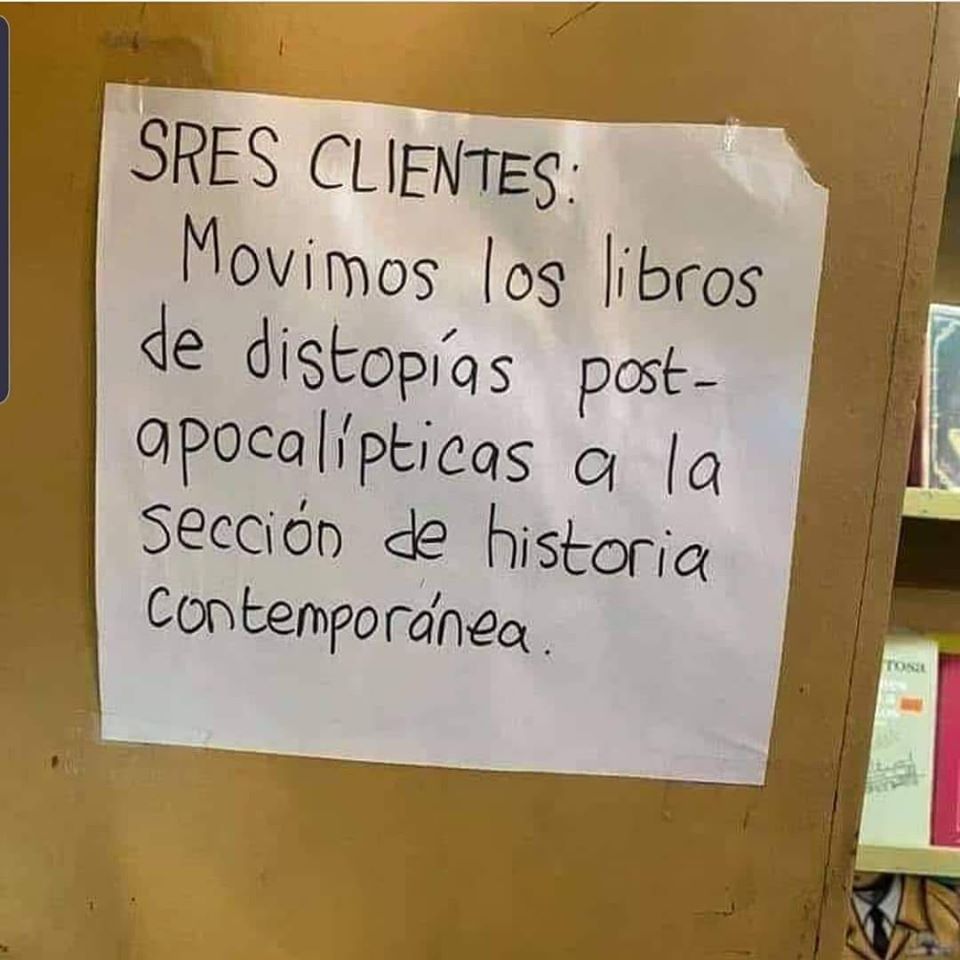 SRES CLIENTES:
Movimos los libros
de distopías post-
apocalípticas a la
sección de historia
contemporánea.